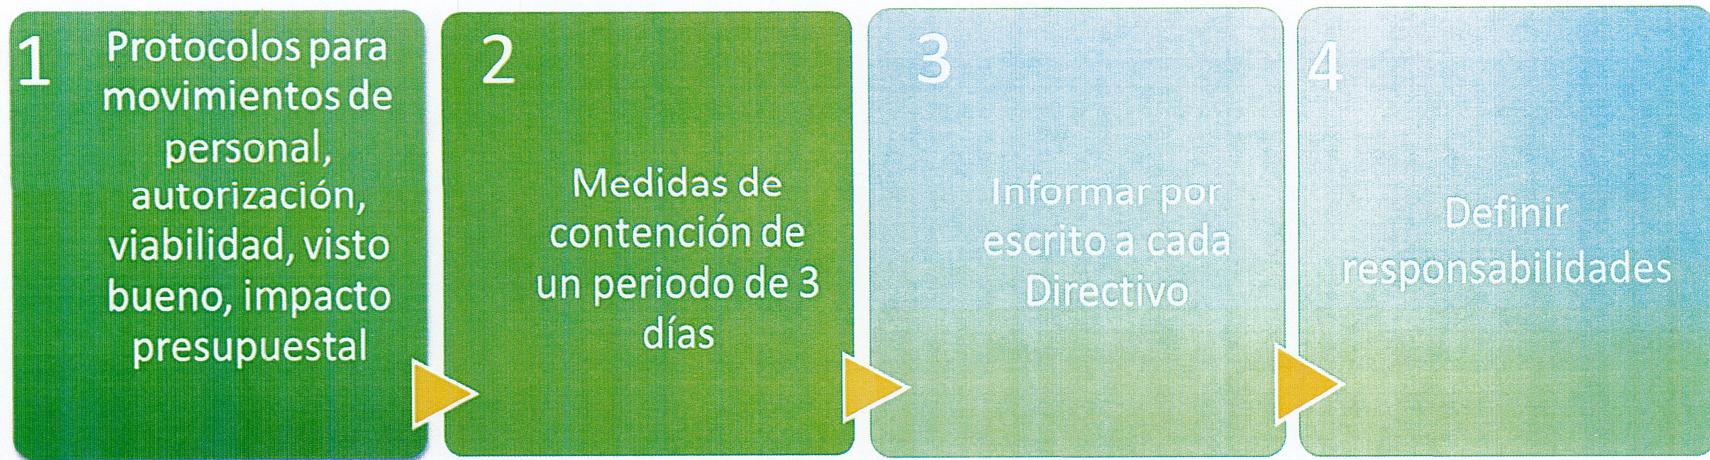 1
Protocolos para
movimientos de
personal,
autorización,
viabilidad, visto
bueno, impacto
presupuestal
2
Medidas de
contención de
un periodo de 3
días
3
Informar por
escrito a cada
Directivo
4
Definir
responsabilidades